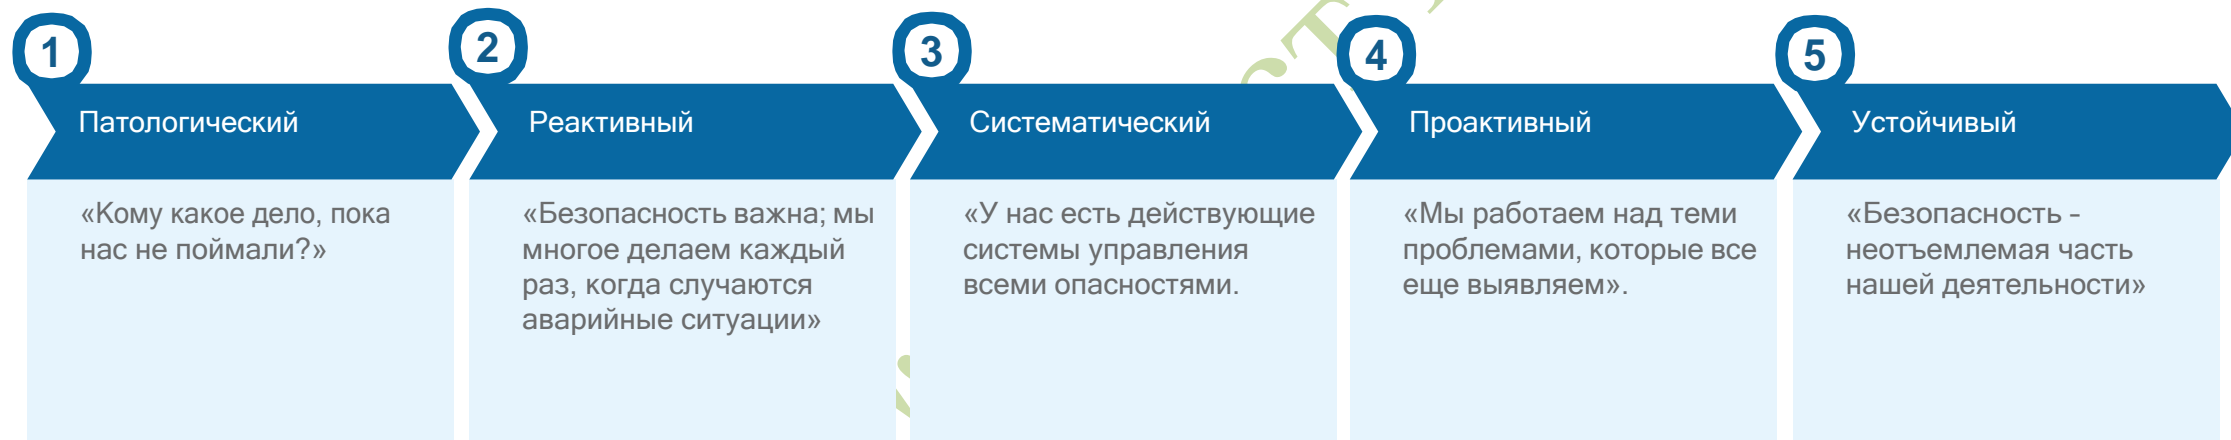 1
Патологический
«Кому какое дело, пока
нас не поймали?»
2
Реактивный
«Безопасность важна; мы
многое делаем каждый
раз, когда случаются
аварийные ситуации»
3
Систематический
«У нас есть действующие
системы управления
всеми опасностями.
4
Проактивный
«Мы работаем над теми
проблемами, которые все
еще выявляем».
5
Устойчивый
«Безопасность -
неотъемлемая часть
нашей деятельности»